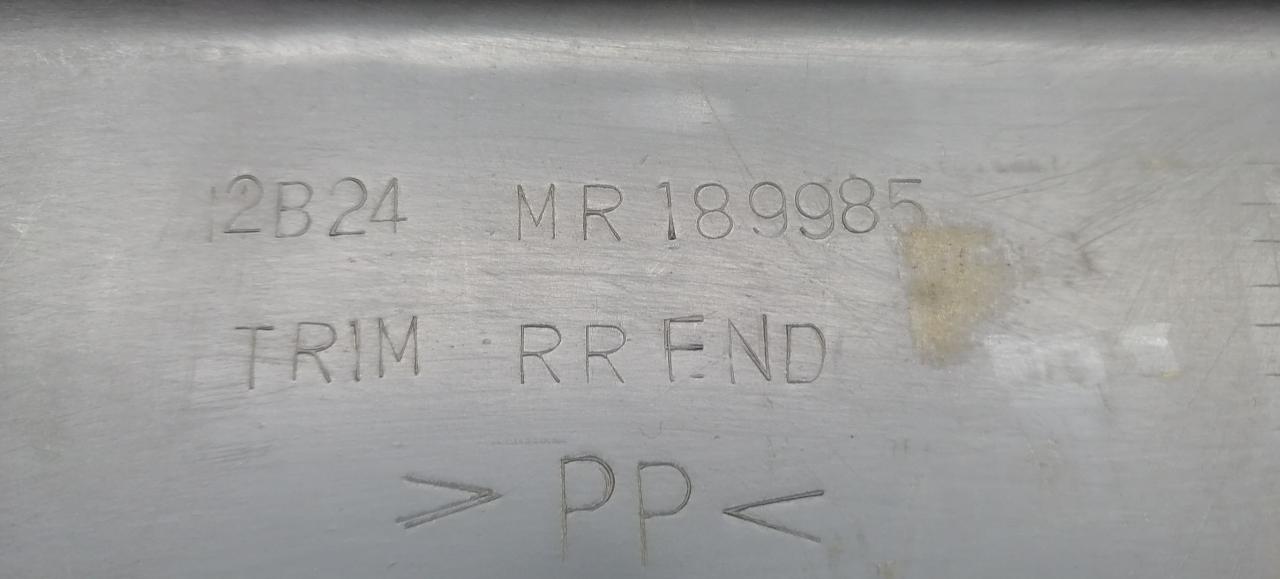 2B24 MR189985
TRIM RR END
>PP<